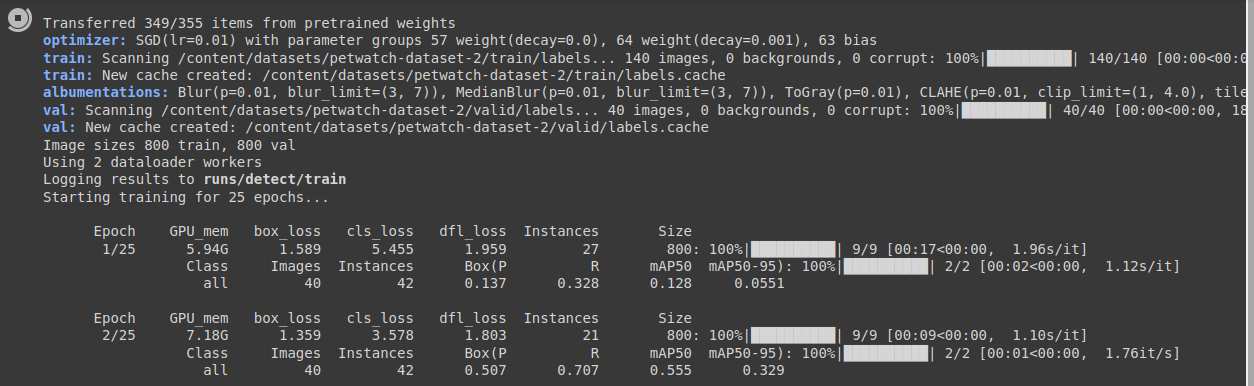 Transferred 349/355 items from pretrained weights
optimizer: SGD(lr=0.01) with parameter groups 57 weight(decay=0.0), 64 weight(decay=0.001), 63 bias
train: Scanning /content/datasets/petwatch-dataset-2/train/labels... 140 images, 0 backgrounds, 0 corrupt: 100%|██████████| 140/140 [00:00<00:0
train: New cache created: /content/datasets/petwatch-dataset-2/train/labels.cache
albumentations: Blur(p=0.01, blur_limit=(3, 7)), MedianBlur(p=0.01, blur_limit=(3, 7)), ToGray(p=0.01), CLAHE(p=0.01, clip_limit=(1, 4.0), tile
val: Scanning /content/datasets/petwatch-dataset-2/valid/labels... 40 images, 0 backgrounds, 0 corrupt: 100%|██████████| 40/40 [00:00<00:00, 18
val: New cache created: /content/datasets/petwatch-dataset-2/valid/labels.cache
Image sizes 800 train, 800 val
Using 2 dataloader workers
Logging results to runs/detect/train
Starting training for 25 epochs...
Epoch GPU_mem box_loss cls_loss dfl_loss Instances Size
1/25 5.94G 1.589 5.455 1.959 27 800: 100%|██████████| 9/9 [00:17<00:00, 1.96s/it]
Class Images Instances Box(P R mAP50 mAP50-95): 100%|██████████| 2/2 [00:02<00:00, 1.12s/it]
all 40 42 0.137 0.328 0.128 0.0551
Epoch GPU_mem box_loss cls_loss dfl_loss Instances Size
2/25 7.18G 1.359 3.578 1.803 21 800: 100%|██████████| 9/9 [00:09<00:00, 1.10s/it]
Class Images Instances Box(P R mAP50 mAP50-95): 100%|██████████| 2/2 [00:01<00:00, 1.76it/s]
all 40 42 0.507 0.707 0.555 0.329